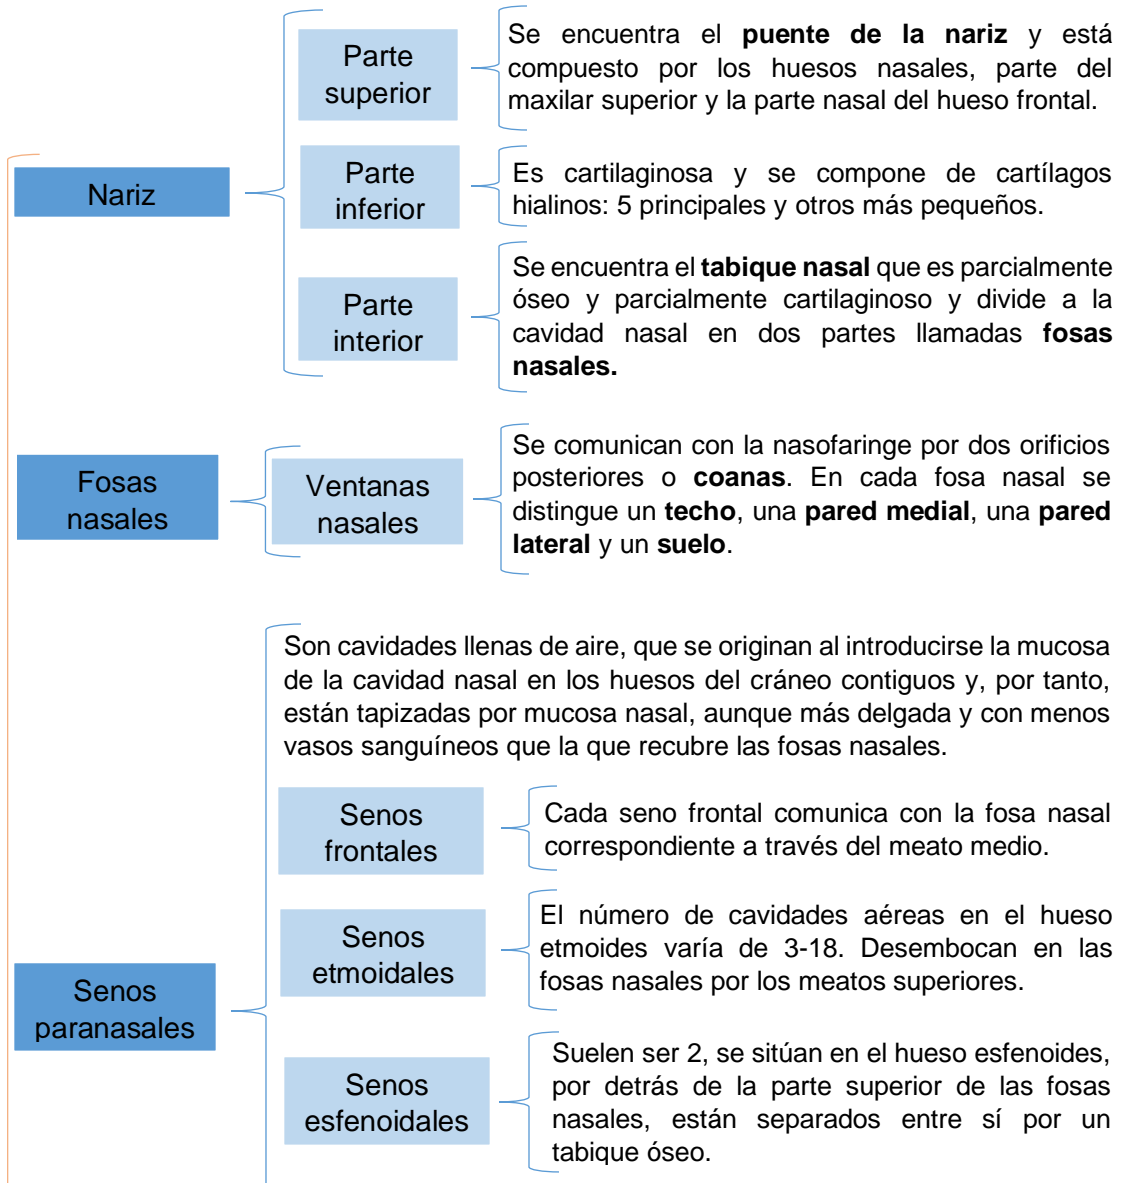 Nariz
Parte
superior
Se encuentra el puente de la nariz y está
compuesto por los huesos nasales, parte del
maxilar superior y la parte nasal del hueso frontal.
Parte
inferior
Es cartilaginosa y se compone de cartílagos
hialinos: 5 principales y otros más pequeños.
Parte
interior
Se encuentra el tabique nasal que es parcialmente
óseo y parcialmente cartilaginoso y divide a la
cavidad nasal en dos partes llamadas fosas
nasales.
Fosas
nasales
Ventanas
nasales
Se comunican con la nasofaringe por dos orificios
posteriores o coanas. En cada fosa nasal se
distingue un techo, una pared medial, una pared
lateral y un suelo.
Senos
paranasales
Son cavidades llenas de aire, que se originan al introducirse la mucosa
de la cavidad nasal en los huesos del cráneo contiguos y, por tanto,
están tapizadas por mucosa nasal, aunque más delgada y con menos
vasos sanguíneos que la que recubre las fosas nasales.
Senos
frontales
Cada seno frontal comunica con la fosa nasal
correspondiente a través del meato medio.
Senos
etmoidales
El número de cavidades aéreas en el hueso
etmoides varía de 3-18. Desembocan en las
fosas nasales por los meatos superiores.
Senos
esfenoidales
Suelen ser 2, se sitúan en el hueso esfenoides,
por detrás de la parte superior de las fosas
nasales, están separados entre sí por un
tabique óseo.